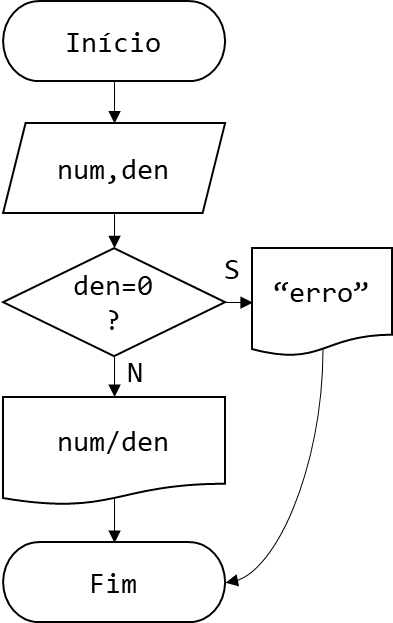 Início
num,den
den=0
?
S
“erro”
N
num/den
Fim